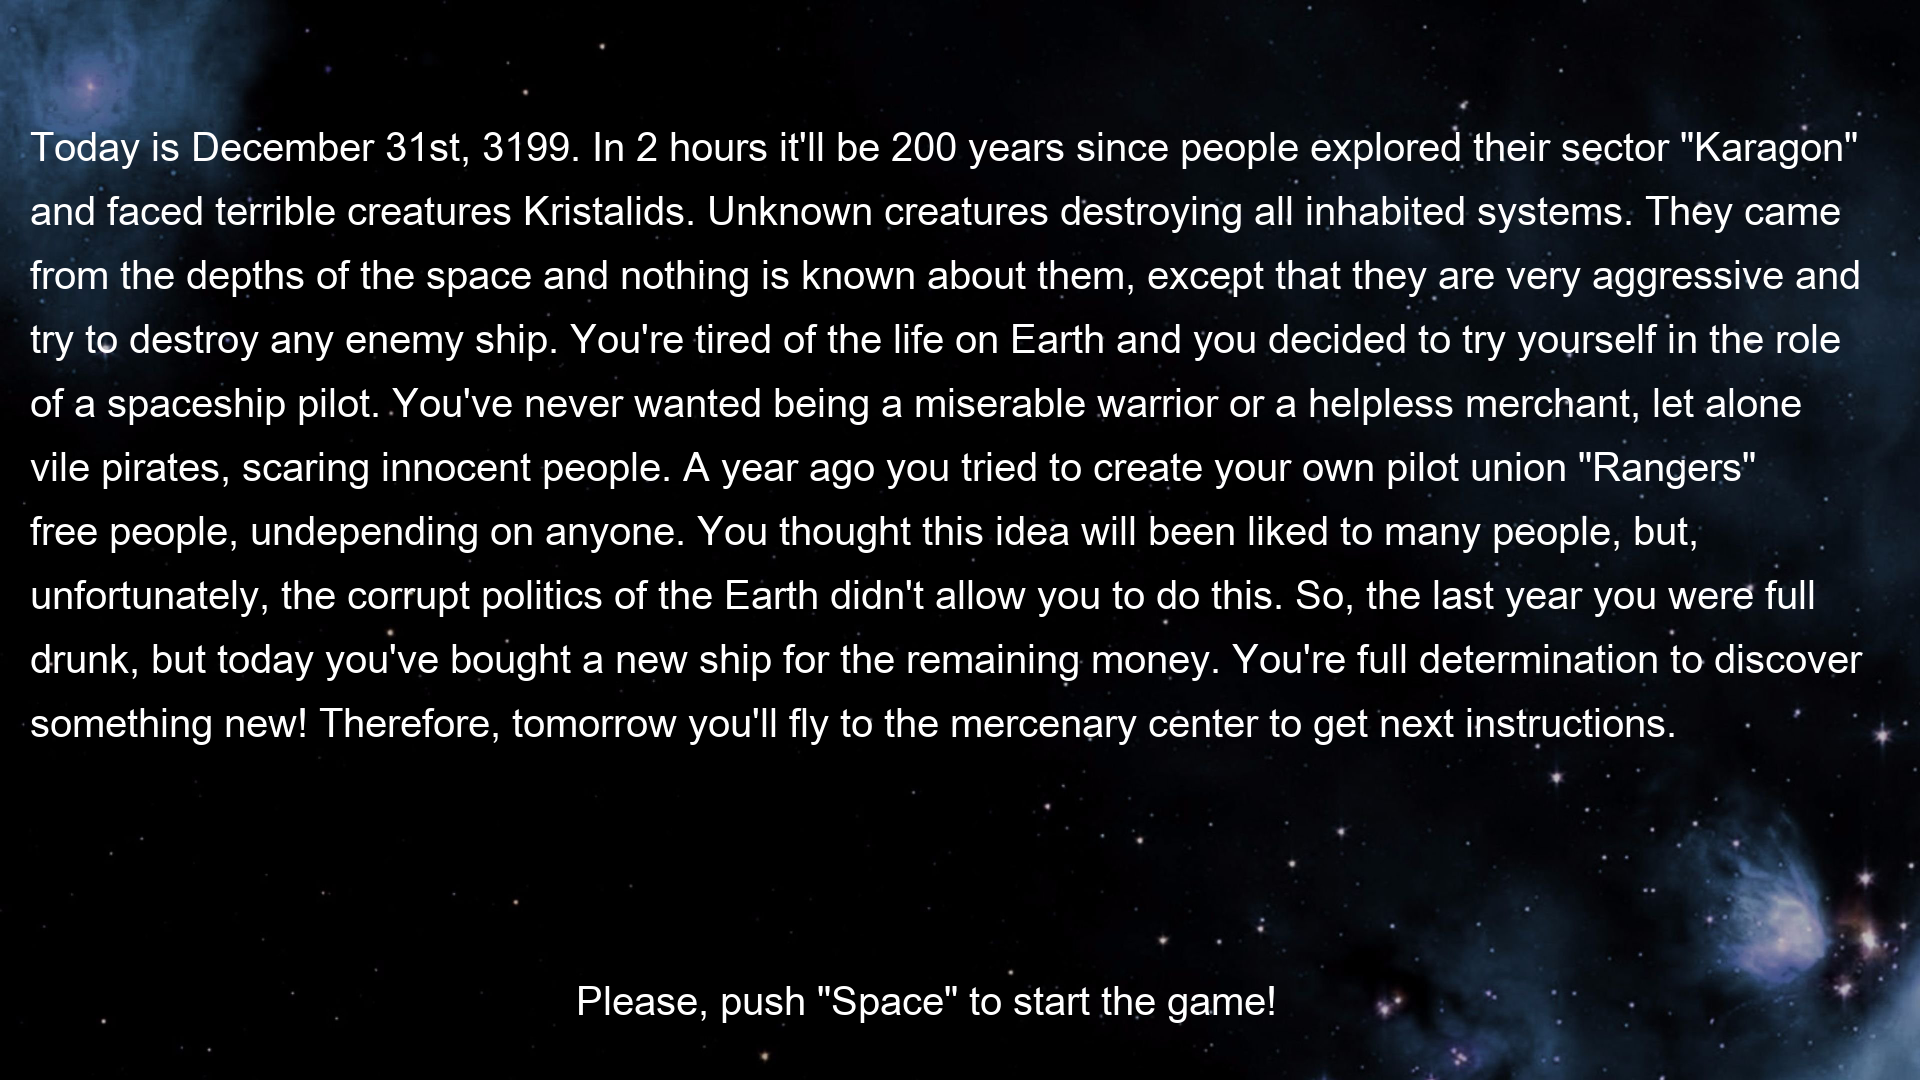 Today is December 31st, 3199. In 2 hours it'll be 200 years since people explored their sector "Karagon"
and faced terrible creatures Kristalids. Unknown creatures destroying all inhabited systems. They came
from the depths of the space and nothing is known about them, except that they are very aggressive and
try to destroy any enemy ship. You're tired of the life on Earth and you decided to try yourself in the role
of a spaceship pilot. You've never wanted being a miserable warrior or a helpless merchant, let alone
vile pirates, scaring innocent people. A year ago you tried to create your own pilot union "Rangers"
free people, undepending on anyone. You thought this idea will been liked to many people, but,
unfortunately, the corrupt politics of the Earth didn't allow you to do this. So, the last year you were full
drunk, but today you've bought a new ship for the remaining money. You're full determination to discover
something new! Therefore, tomorrow you'll fly to the mercenary center to get next instructions.
Please, push "Space" to start the game!